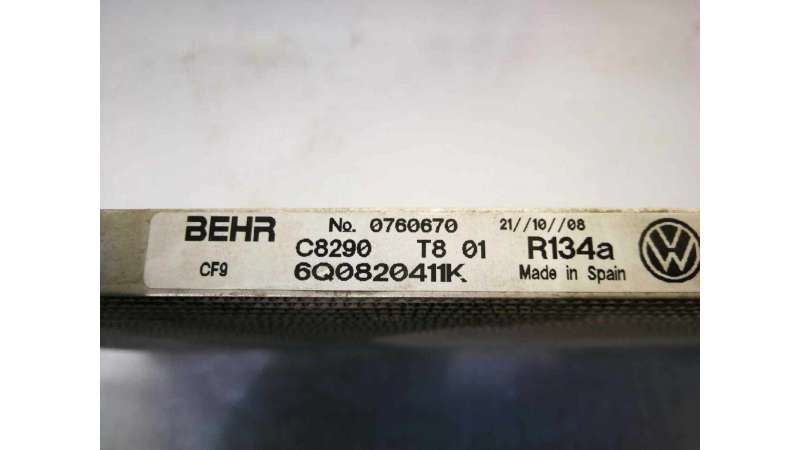 BEHR No. 0760670 21//10//08
C8290 T8 01 R134a
CF9 6Q0820411K Made in Spain
VW